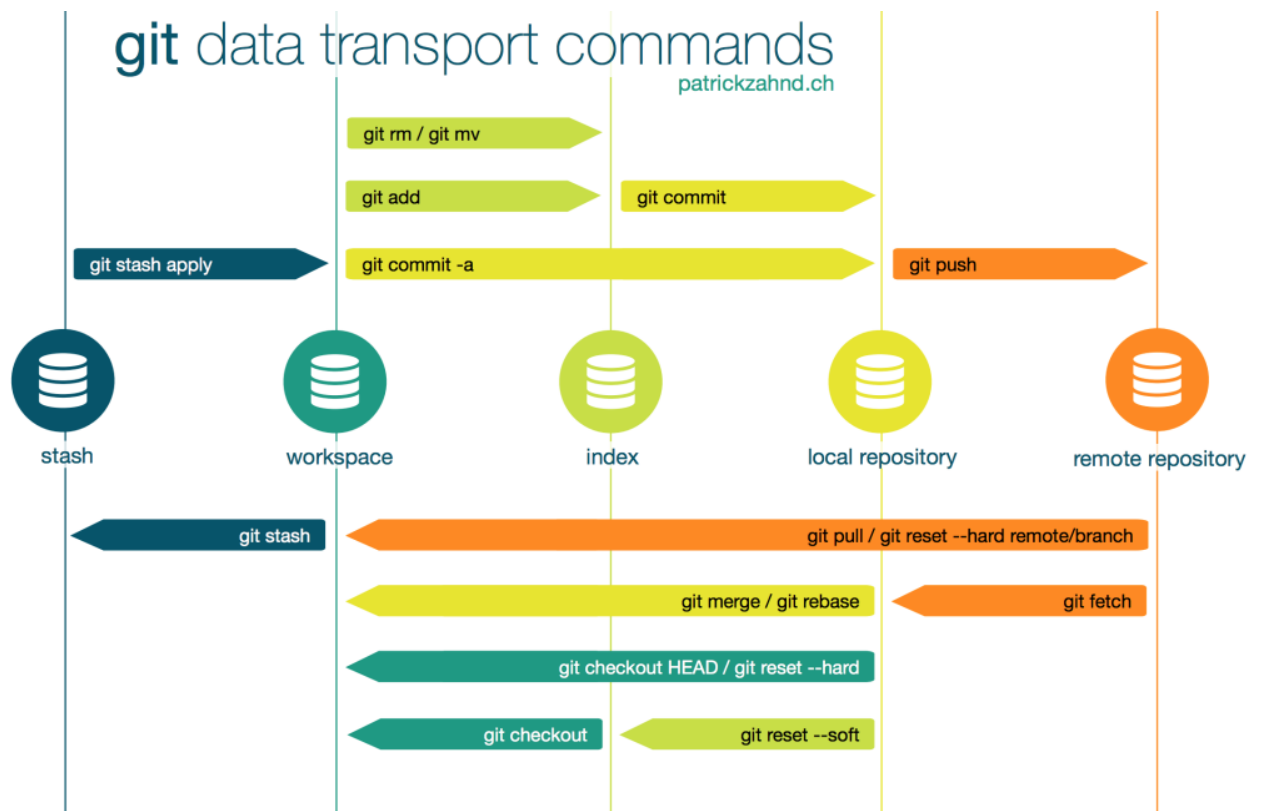 git data transport commands
patrickzahnd.ch
git rm / git mv
git add
git commit
git stash apply
git commit -a
git push
stash
workspace
index
local repository
remote repository
git stash
git pull / git reset --hard remote/branch
git merge / git rebase
git fetch
git checkout HEAD / git reset --hard
git checkout
git reset --soft